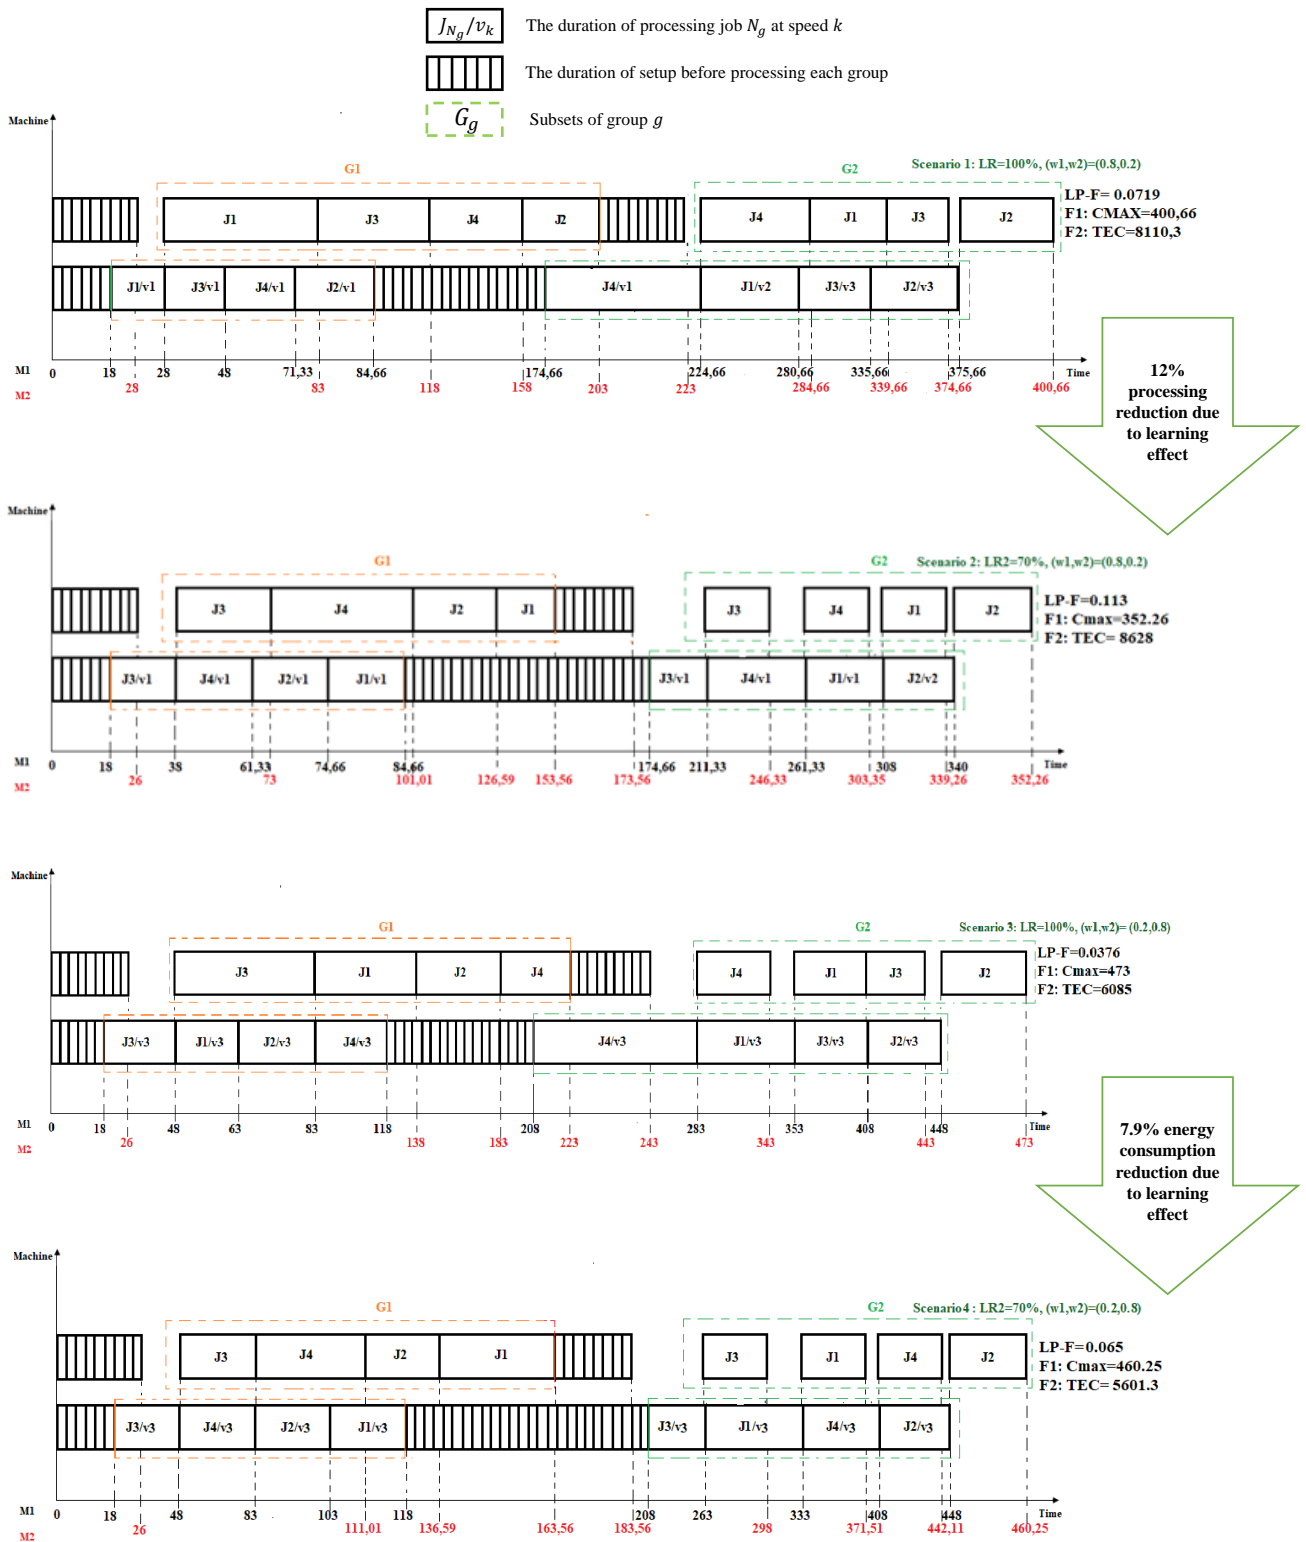 J_{N_g}/v_k The duration of processing job N_g at speed k
The duration of setup before processing each group
G_g Subsets of group g
Machine
G1 G2 Scenario 1: LR=100%, (w1,w2)=(0.8,0.2)
J1 J3 J4 J2 J4 J1 J3 J2
LP-F= 0.0719
F1: CMAX=400,66
F2: TEC=8110,3
J1/v1 J3/v1 J4/v1 J2/v1 J4/v1 J1/v2 J3/v3 J2/v3
M1 0 18 28 48 71,33 84,66 174,66 224,66 280,66 335,66 375,66 Time
M2 28 83 118 158 203 223 284,66 339,66 374,66 400,66
12%
processing
reduction due
to learning
effect
Machine
G1 G2 Scenario 2: LR2=70%, (w1,w2)=(0.8,0.2)
J3 J4 J2 J1 J3 J4 J1 J2
LP-F=0.113
F1: Cmax=352.26
F2: TEC= 8628
J3/v1 J4/v1 J2/v1 J1/v1 J3/v1 J4/v1 J1/v1 J2/v2
M1 0 18 38 61,33 74,66 84,66 174,66 211,33 261,33 308 340 Time
M2 26 73 101,01 126,59 153,56 173,56 246,33 303,35 339,26 352,26
Machine
G1 G2 Scenario 3: LR=100%, (w1,w2)= (0.2,0.8)
J3 J1 J2 J4 J4 J1 J3 J2
LP-F=0.0376
F1: Cmax=473
F2: TEC=6085
J3/v3 J1/v3 J2/v3 J4/v3 J4/v3 J1/v3 J3/v3 J2/v3
M1 0 18 48 63 83 118 208 283 353 408 448 Time
M2 26 138 193 223 243 343 443 473
7.9% energy
consumption
reduction due
to learning
effect
Machine
G1 G2 Scenario4: LR2=70%, (w1,w2)=(0.2,0.8)
J3 J4 J2 J1 J3 J1 J4 J2
LP-F=0.065
F1: Cmax=460.25
F2: TEC= 5601.3
J3/v3 J4/v3 J2/v3 J1/v3 J3/v3 J1/v3 J4/v3 J2/v3
M1 0 18 48 83 103 118 208 263 333 408 448 Time
M2 26 111,01 136,59 163,56 183,56 298 371,51 442,11 460,25